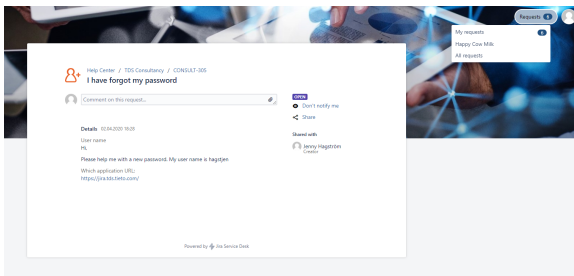 Requests 6
My requests 6
Happy Cow Milk
All requests
Help Center / TDS Consultancy / CONSULT-305
I have forgot my password
Comment on this request...
OPEN
Don't notify me
Share
Details 02.04.2020 16:28
Shared with
User name
Hi,
Jenny Hagström
Creator
Please help me with a new password. My user name is hagstjen
Which application URL:
https://jira.tds.tieto.com/
Powered by Jira Service Desk